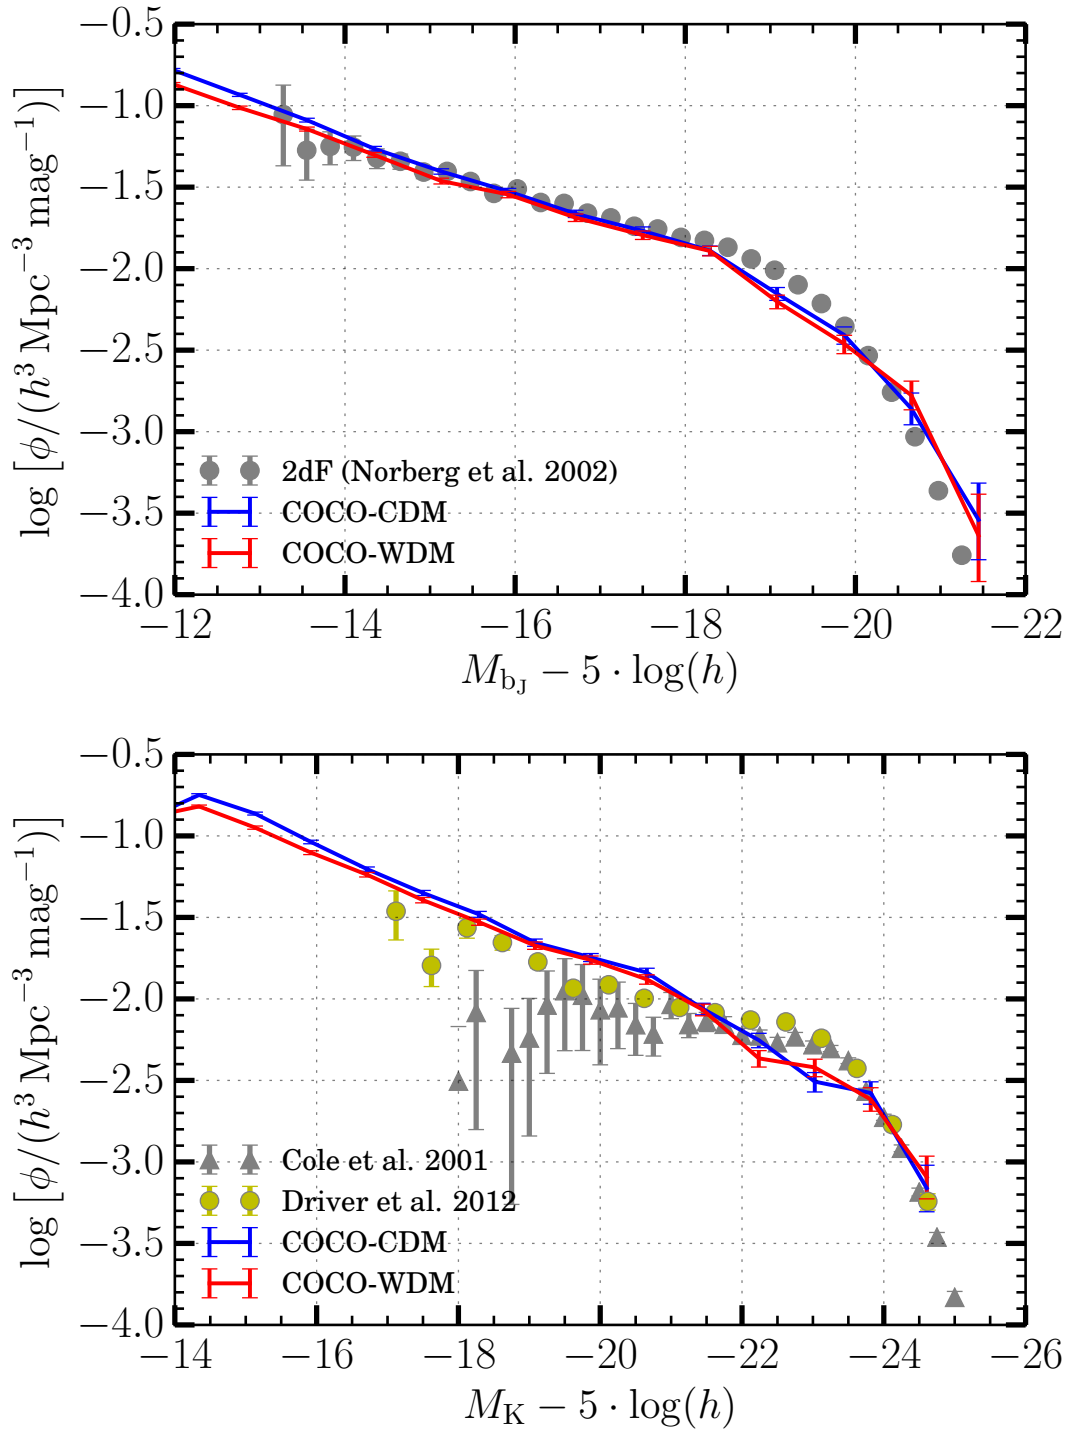 −0.5
−1.0
−1.5
−2.0
−2.5
−3.0
−3.5
−4.0
log [ϕ/(h³ Mpc⁻³ mag⁻¹)]
2dF (Norberg et al. 2002)
COCO-CDM
COCO-WDM
−12 −14 −16 −18 −20 −22
M_bJ − 5 · log(h)
−0.5
−1.0
−1.5
−2.0
−2.5
−3.0
−3.5
−4.0
log [ϕ/(h³ Mpc⁻³ mag⁻¹)]
Cole et al. 2001
Driver et al. 2012
COCO-CDM
COCO-WDM
−14 −16 −18 −20 −22 −24 −26
M_K − 5 · log(h)